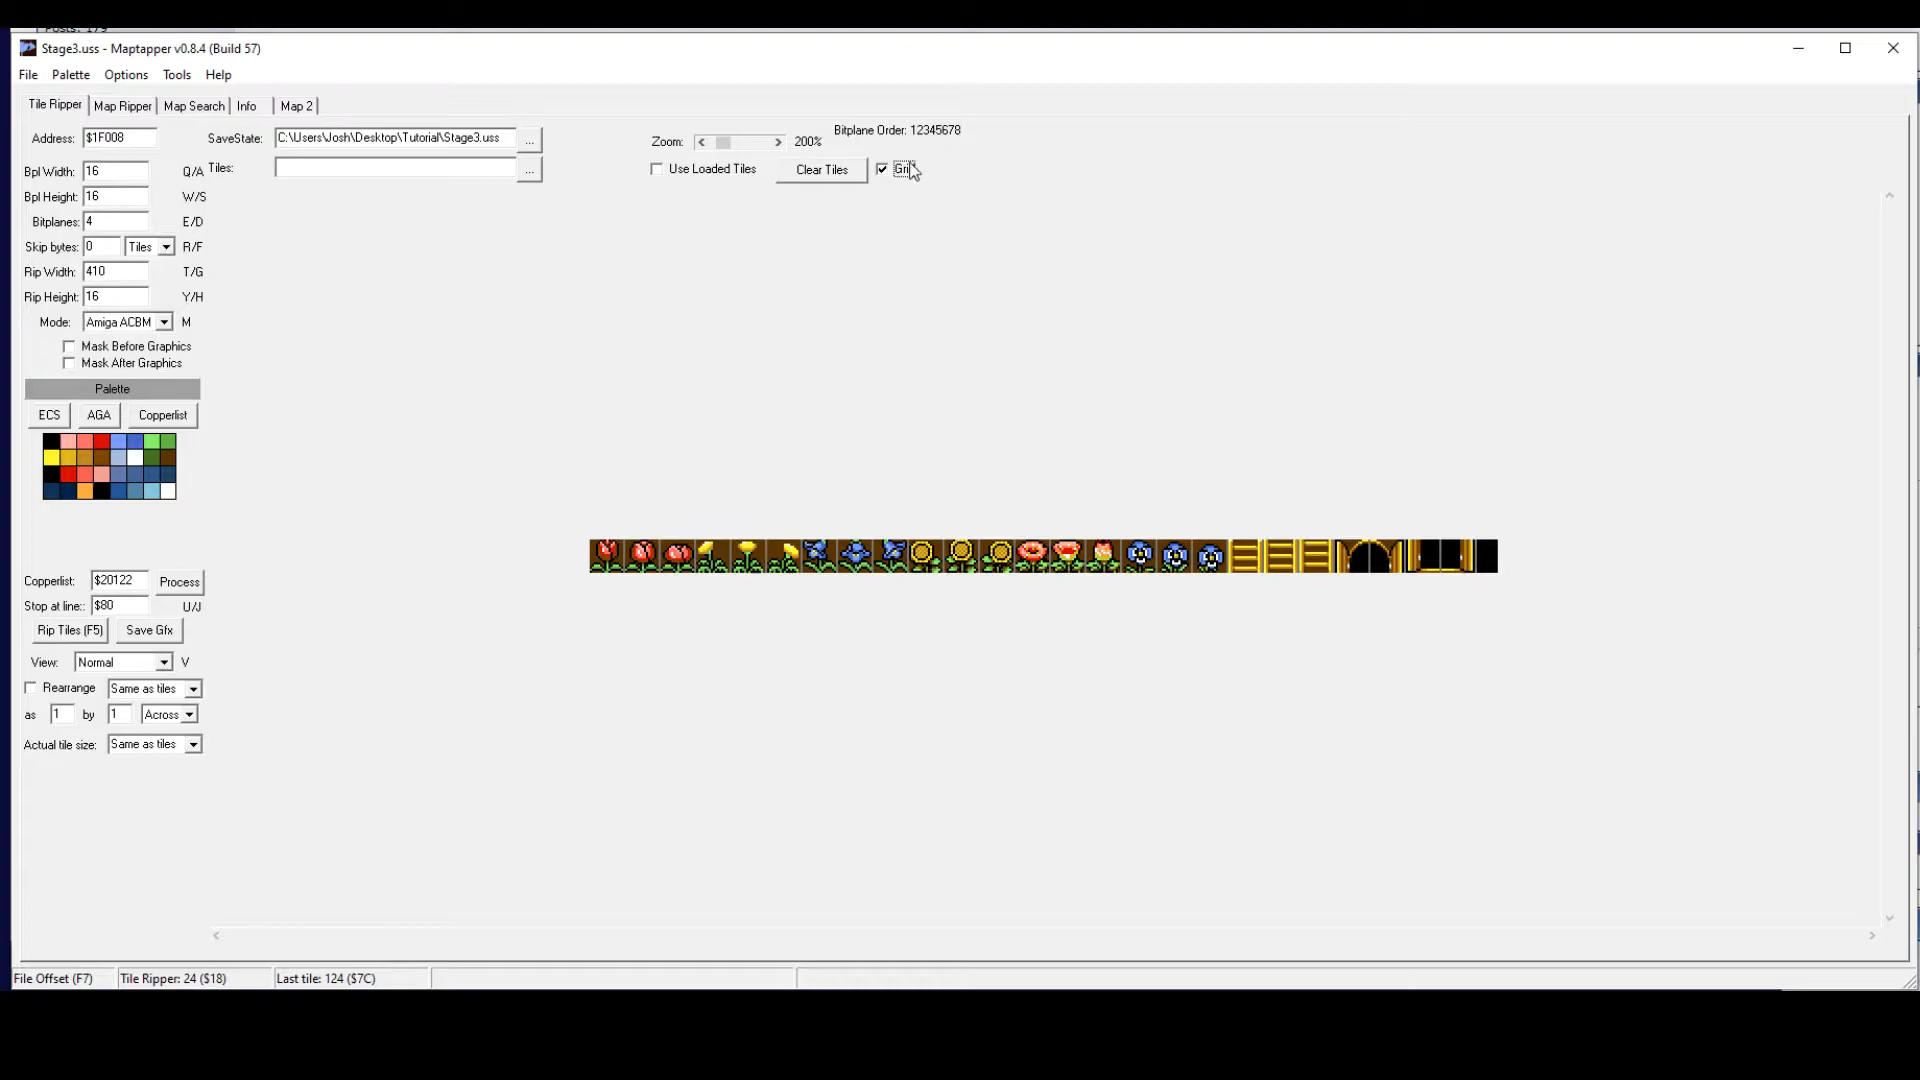 Stage3.uss - Maptapper v0.8.4 (Build 57)
File Palette Options Tools Help
Tile Ripper Map Ripper Map Search Info Map 2
Address: $1F008 SaveState: C:\Users\Josh\Desktop\Tutorial\Stage3.uss ... Zoom: < > 200% Bitplane Order: 12345678
Bpl Width: 16 Q/A Tiles: ... Use Loaded Tiles Clear Tiles
Bpl Height: 16 W/S
Bitplanes: 4 E/D
Skip bytes: 0 Tiles R/F
Rip Width: 410 T/G
Rip Height: 16 Y/H
Mode: Amiga ACBM M
Mask Before Graphics
Mask After Graphics
Palette
ECS AGA Copperlist
Copperlist: $20122 Process
Stop at line:: $80 U/J
Rip Tiles (F5) Save Gfx
View: Normal V
Rearrange Same as tiles
as 1 by 1 Across
Actual tile size: Same as tiles
File Offset (F7) Tile Ripper: 24 ($18) Last tile: 124 ($7C)